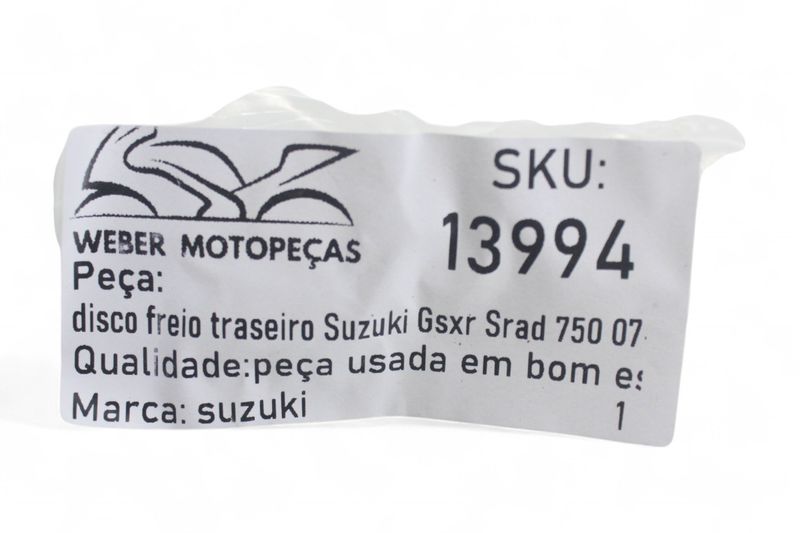 WEBER MOTOPEÇAS
SKU:
13994
Peça:
disco freio traseiro Suzuki Gsxr Srad 750 07
Qualidade:peça usada em bom
Marca: suzuki
1